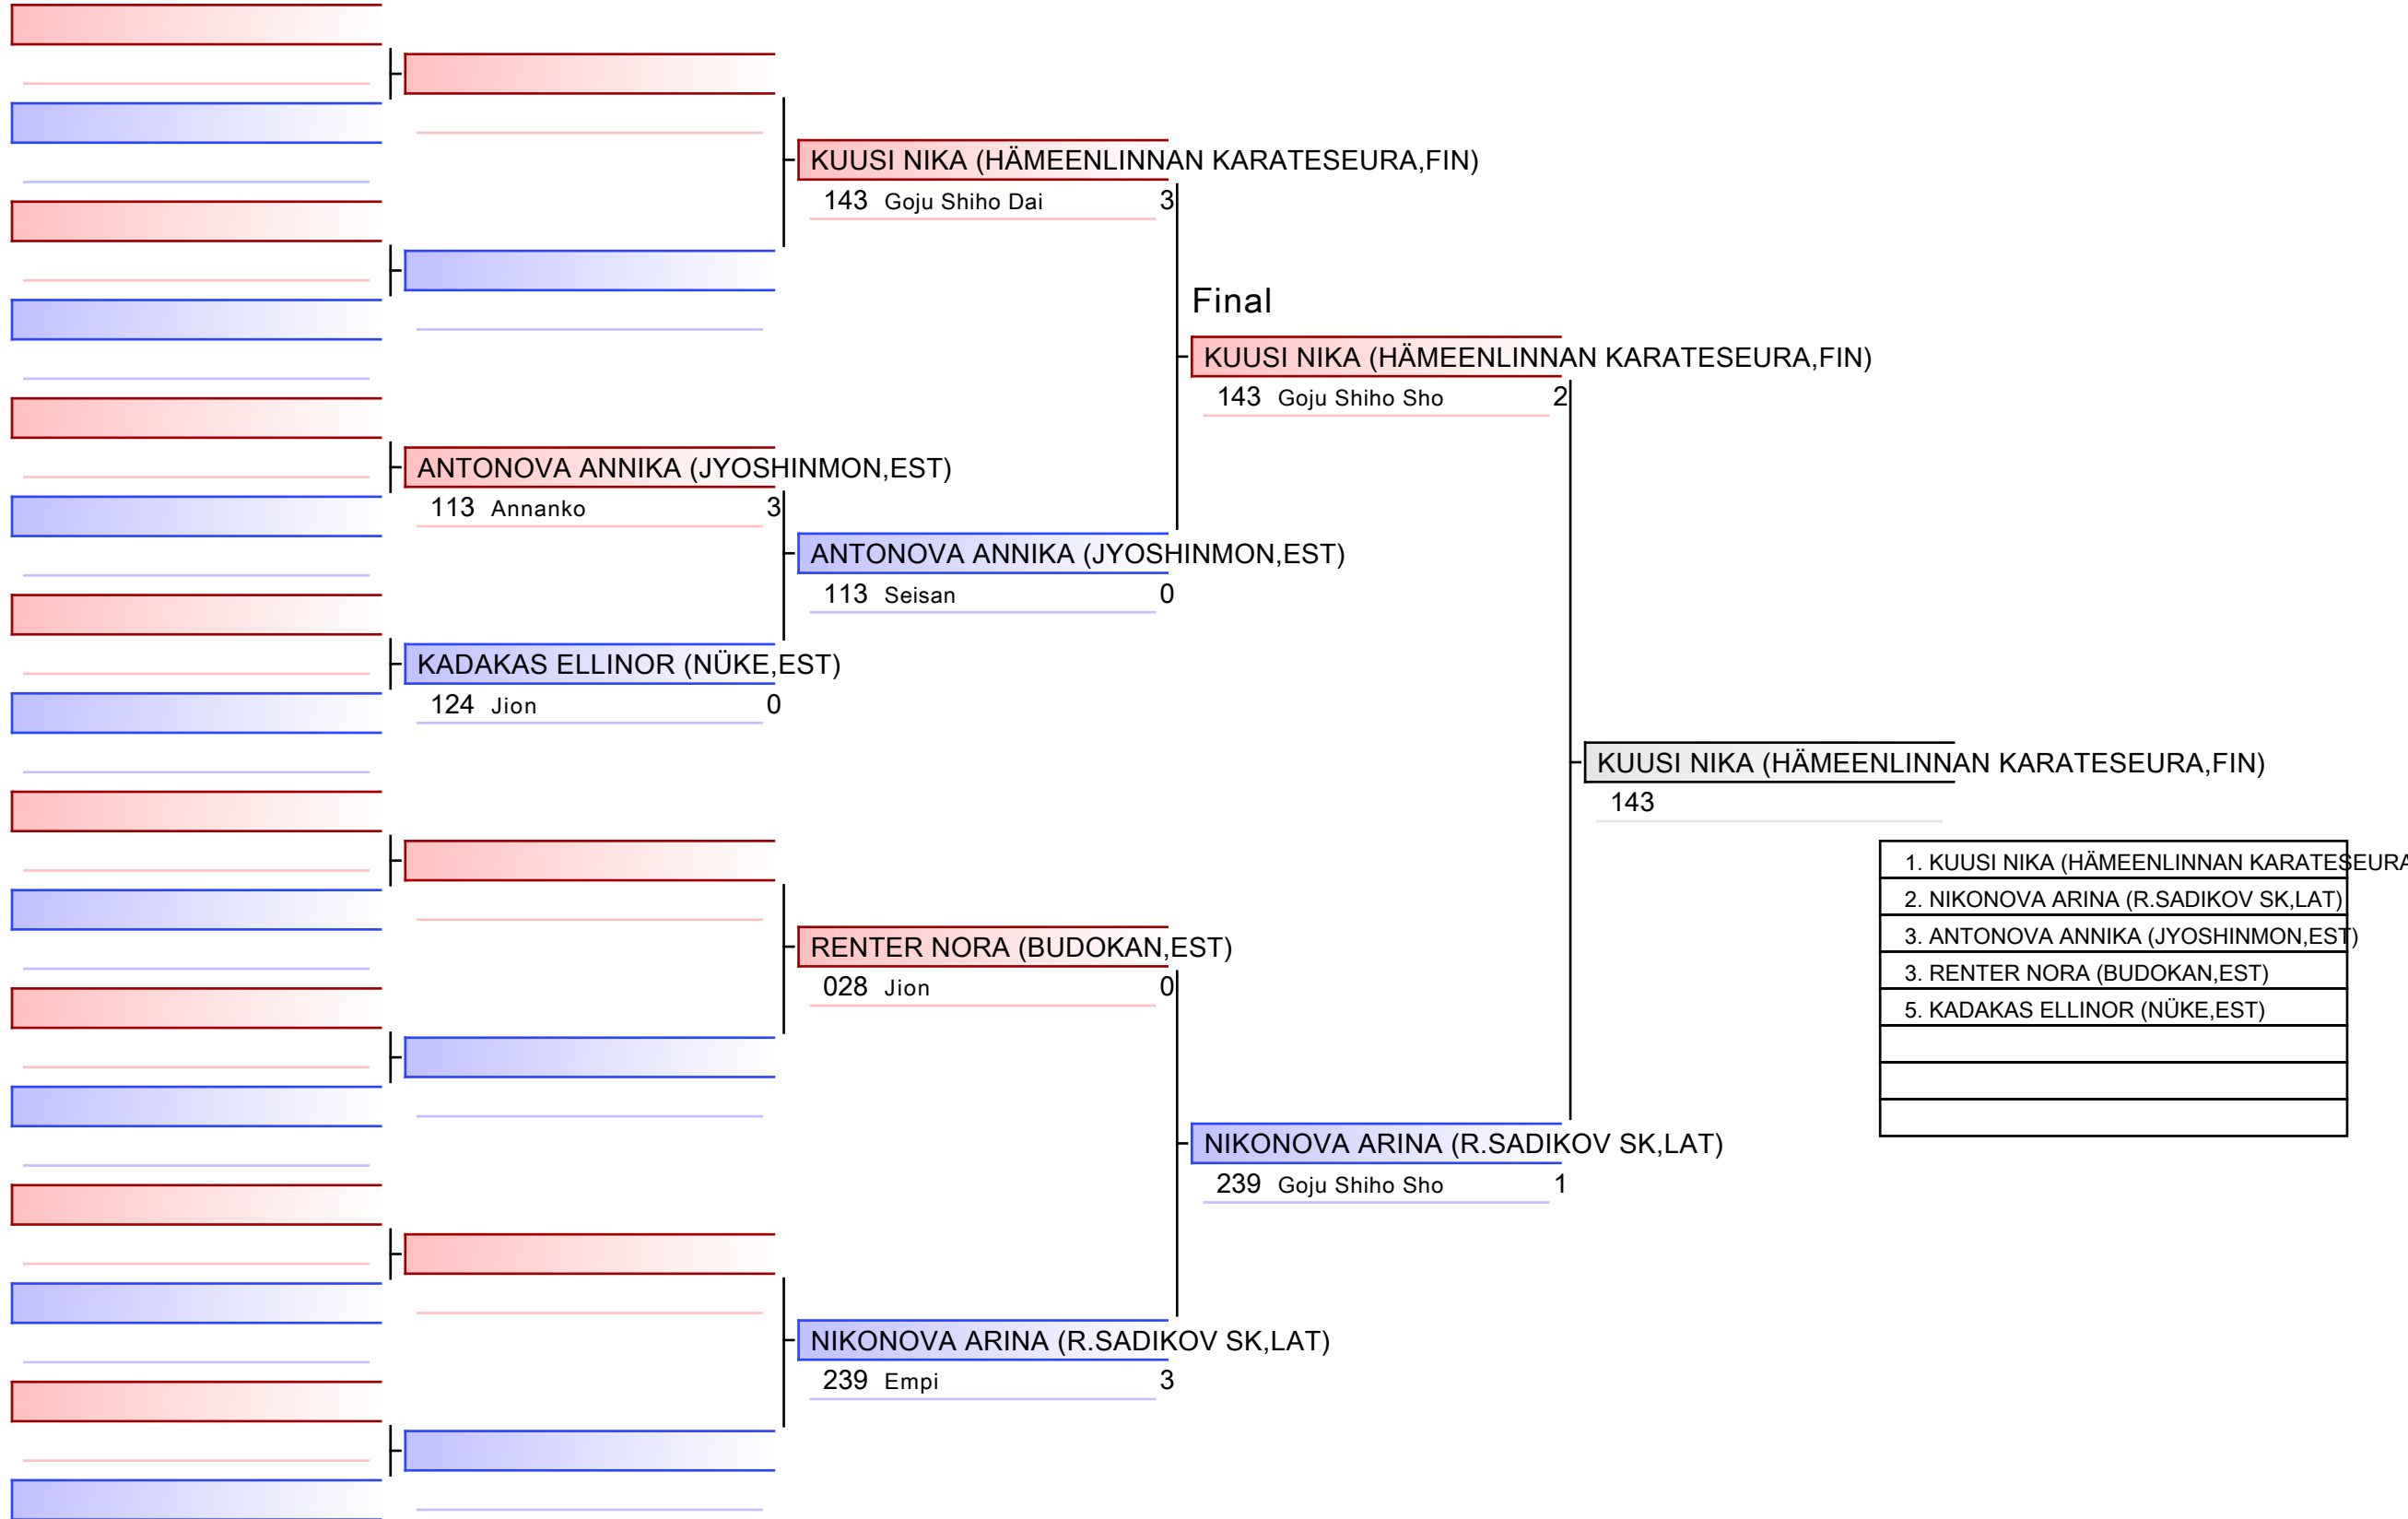 KUUSI NIKA (HÄMEENLINNAN KARATESEURA,FIN)
143 Goju Shiho Dai 3
Final
KUUSI NIKA (HÄMEENLINNAN KARATESEURA,FIN)
143 Goju Shiho Sho 2
ANTONOVA ANNIKA (JYOSHINMON,EST)
113 Annanko 3
ANTONOVA ANNIKA (JYOSHINMON,EST)
113 Seisan 0
KADAKAS ELLINOR (NÜKE,EST)
124 Jion 0
KUUSI NIKA (HÄMEENLINNAN KARATESEURA,FIN)
143
1. KUUSI NIKA (HÄMEENLINNAN KARATESEURA
2. NIKONOVA ARINA (R.SADIKOV SK,LAT)
3. ANTONOVA ANNIKA (JYOSHINMON,EST)
3. RENTER NORA (BUDOKAN,EST)
5. KADAKAS ELLINOR (NÜKE,EST)
RENTER NORA (BUDOKAN,EST)
028 Jion 0
NIKONOVA ARINA (R.SADIKOV SK,LAT)
239 Goju Shiho Sho 1
NIKONOVA ARINA (R.SADIKOV SK,LAT)
239 Empi 3